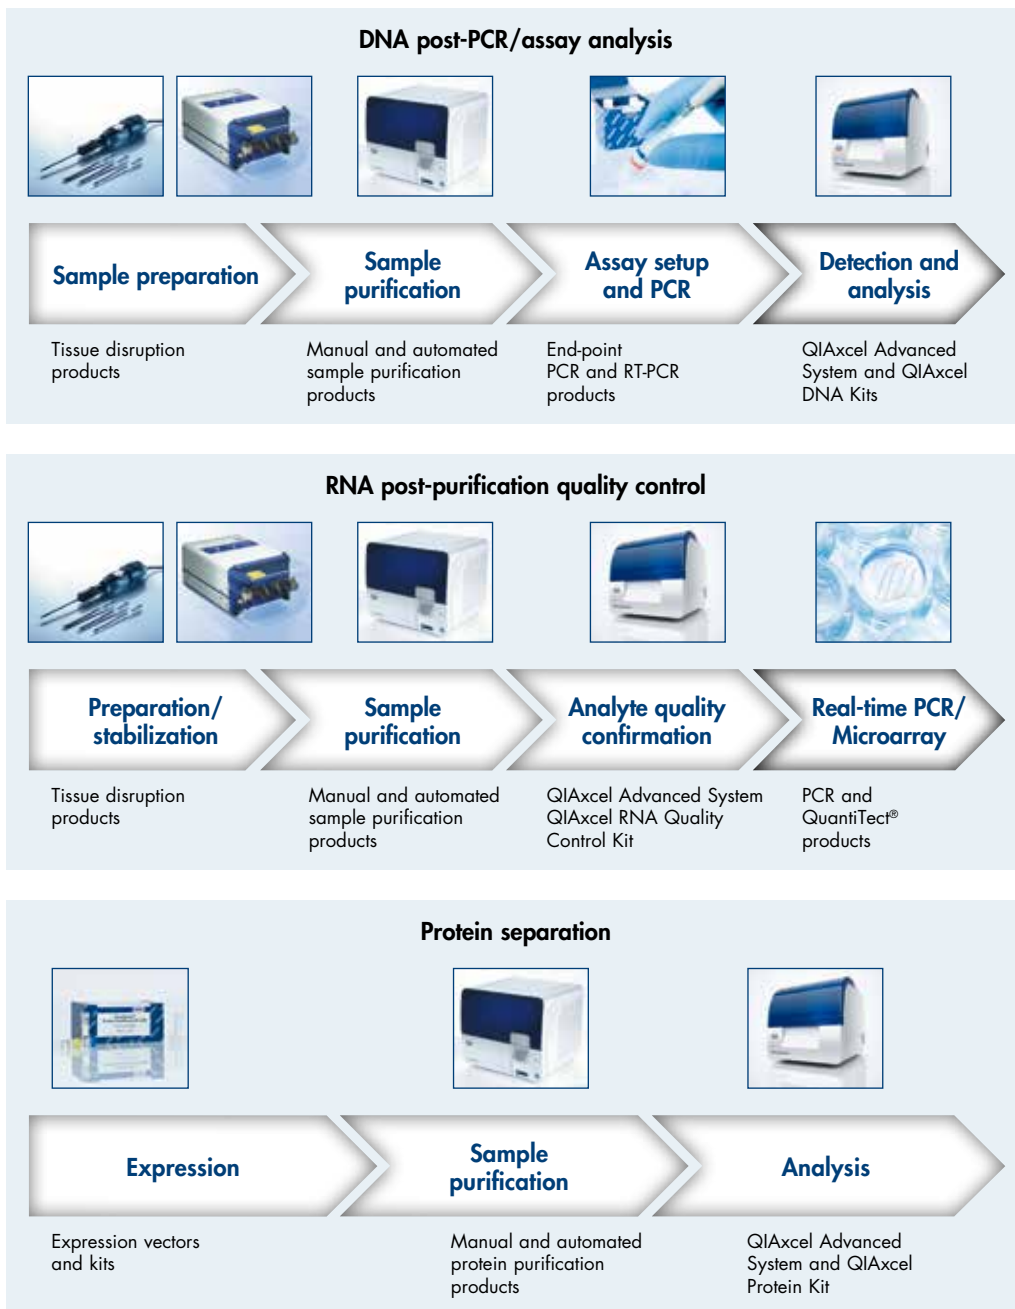 DNA post-PCR/assay analysis
Sample preparation
Sample
purification
Assay setup
and PCR
Detection and
analysis
Tissue disruption
products
Manual and automated
sample purification
products
End-point
PCR and RT-PCR
products
QIAxcel Advanced
System and QIAxcel
DNA Kits
RNA post-purification quality control
Preparation/
stabilization
Sample
purification
Analyte quality
confirmation
Real-time PCR/
Microarray
Tissue disruption
products
Manual and automated
sample purification
products
QIAxcel Advanced System
QIAxcel RNA Quality
Control Kit
PCR and
QuantiTect®
products
Protein separation
Expression
Sample
purification
Analysis
Expression vectors
and kits
Manual and automated
protein purification
products
QIAxcel Advanced
System and QIAxcel
Protein Kit